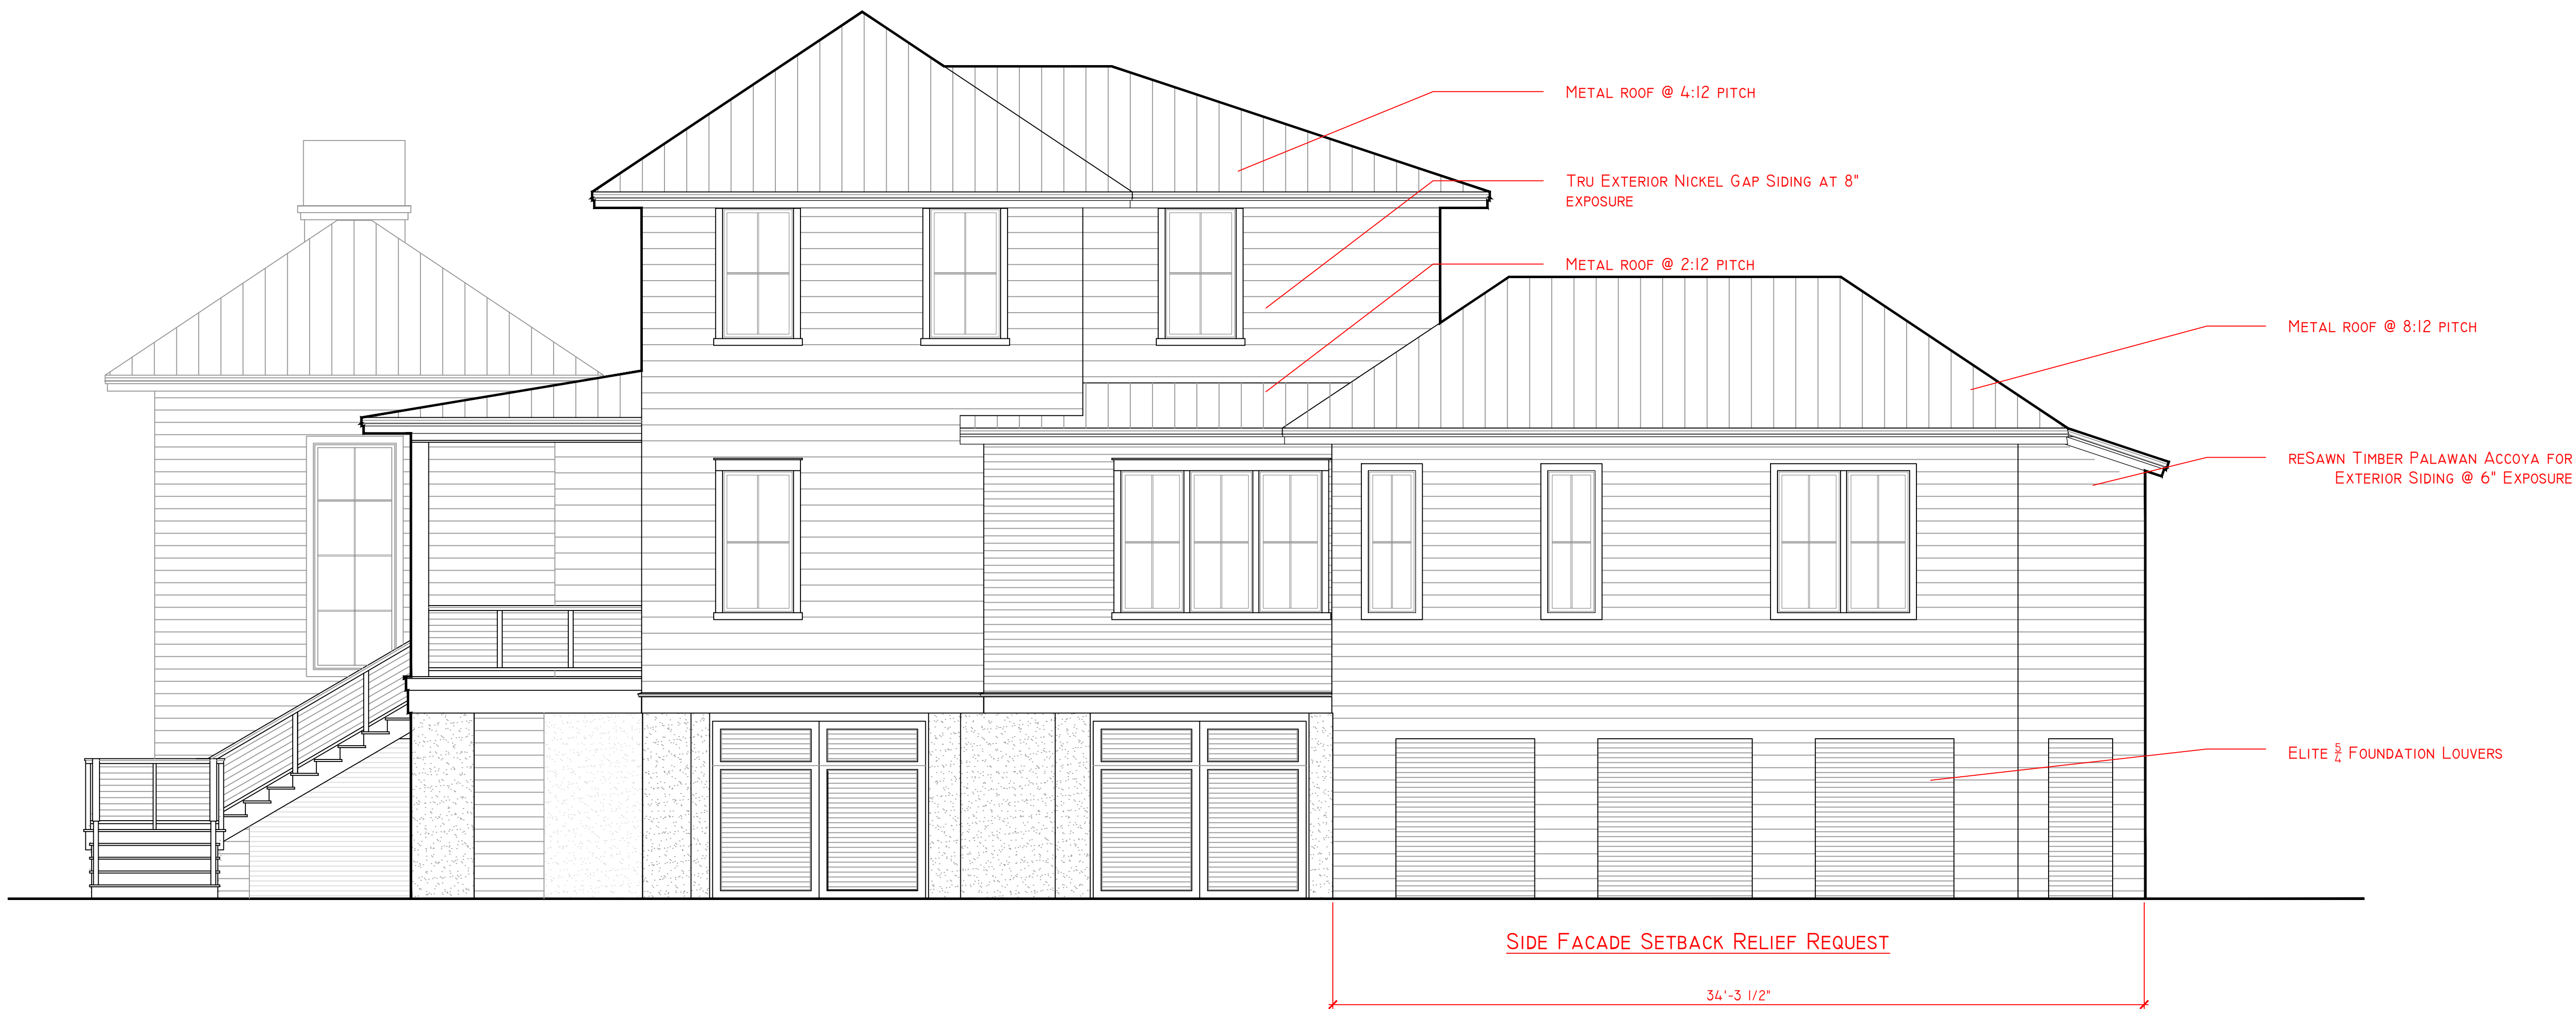 Metal roof @ 4:12 pitch
Tru Exterior Nickel Gap Siding at 8"
exposure
Metal roof @ 2:12 pitch
Metal roof @ 8:12 pitch
reSawn Timber Palawan Accoya for
Exterior Siding @ 6" Exposure
Elite 5/4 Foundation Louvers
Side Facade Setback Relief Request
34'-3 1/2"